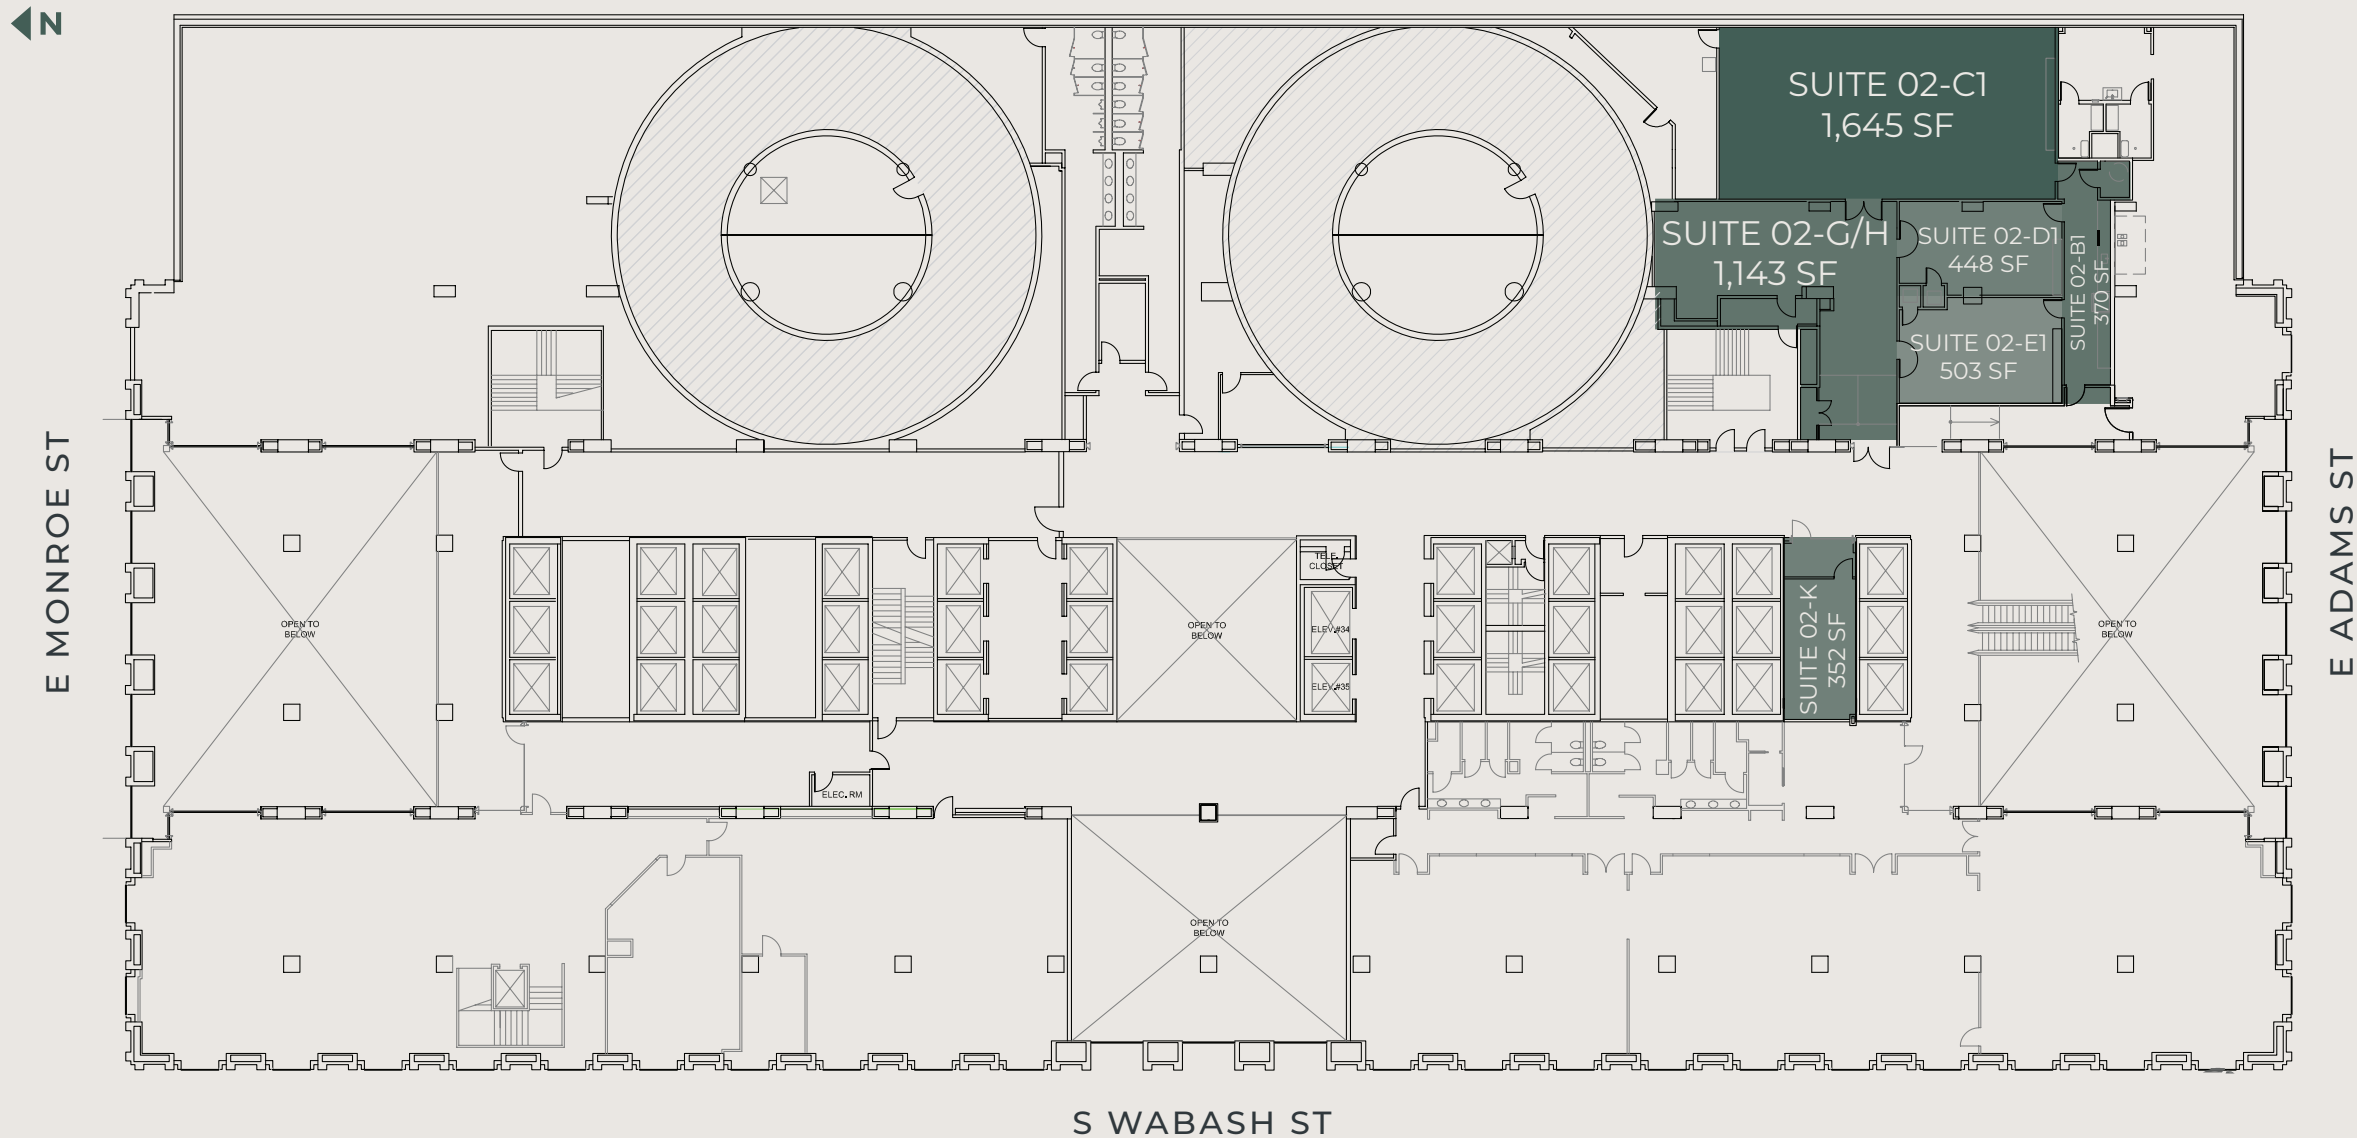 N
SUITE 02-C1
1,645 SF
SUITE 02-G/H
1,143 SF
SUITE 02-D1
448 SF
SUITE 02-B1
370 SF
SUITE 02-E1
503 SF
E MONROE ST
E ADAMS ST
TELE.
CLOSET
SUITE 02-K
352 SF
OPEN TO
BELOW
OPEN TO
BELOW
ELEV.#34
OPEN TO
BELOW
ELEV.#35
ELEC. RM
OPEN TO
BELOW
S WABASH ST